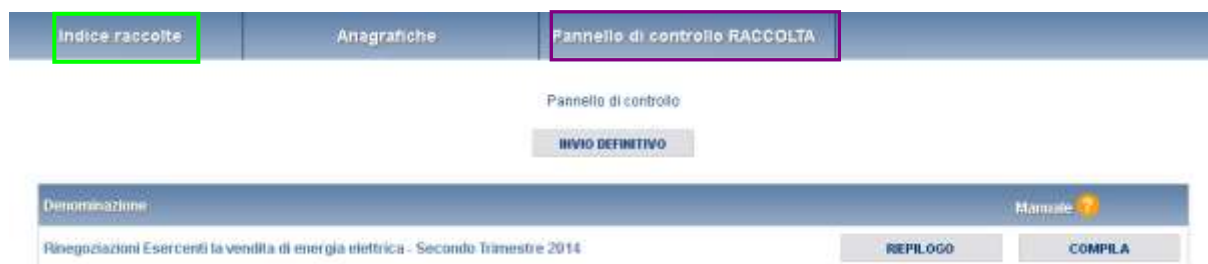 Indice raccolte Anagrafiche Pannello di controllo RACCOLTA
Pannello di controllo
INVIO DEFINITIVO
Denominazione Manuale ?
Rinegoziazioni Esercenti la vendita di energia elettrica - Secondo Trimestre 2014 RIEPILOGO COMPILA